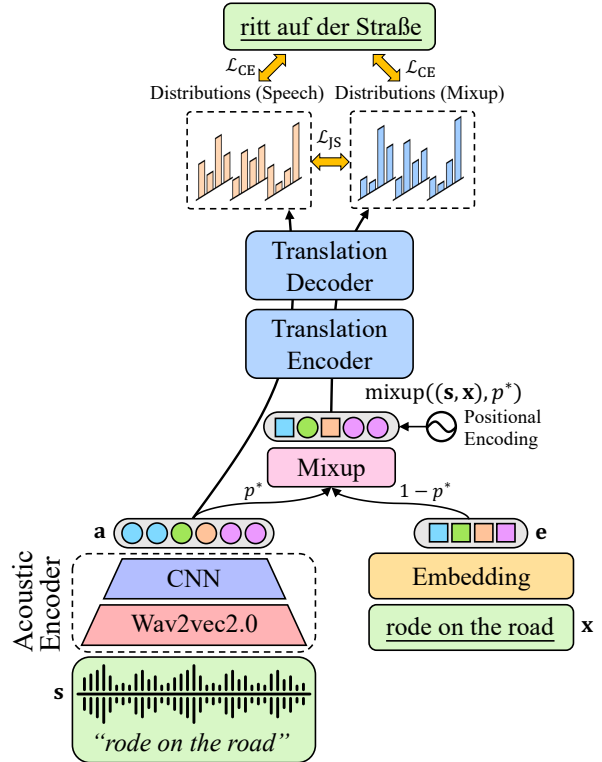 ritt auf der Straße
ℒCE
ℒCE
Distributions (Speech)
Distributions (Mixup)
ℒJS
Translation
Decoder
Translation
Encoder
mixup((s, x), p*)
Positional
Encoding
Mixup
p*
1 − p*
a
e
Acoustic
Encoder
CNN
Embedding
Wav2vec2.0
rode on the road
x
s
“rode on the road”